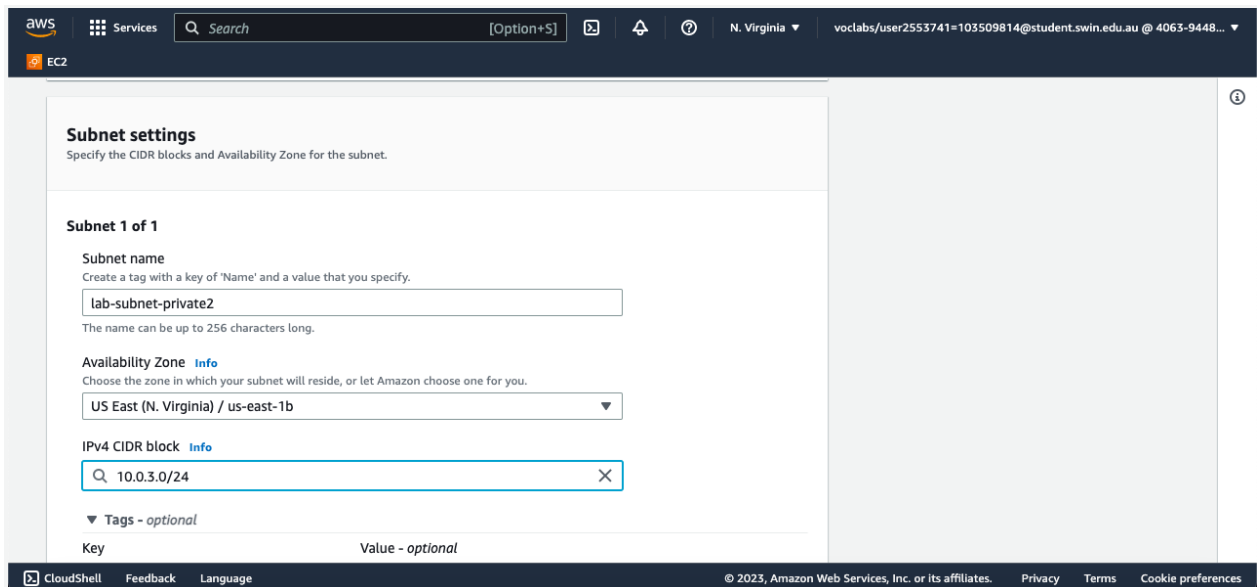 aws
Services
Search
[Option+S]
N. Virginia
voclabs/user2553741=103509814@student.swin.edu.au @ 4063-9448...
EC2
Subnet settings
Specify the CIDR blocks and Availability Zone for the subnet.
Subnet 1 of 1
Subnet name
Create a tag with a key of 'Name' and a value that you specify.
lab-subnet-private2
The name can be up to 256 characters long.
Availability Zone Info
Choose the zone in which your subnet will reside, or let Amazon choose one for you.
US East (N. Virginia) / us-east-1b
IPv4 CIDR block Info
10.0.3.0/24
Tags - optional
Key Value - optional
CloudShell Feedback Language © 2023, Amazon Web Services, Inc. or its affiliates. Privacy Terms Cookie preferences